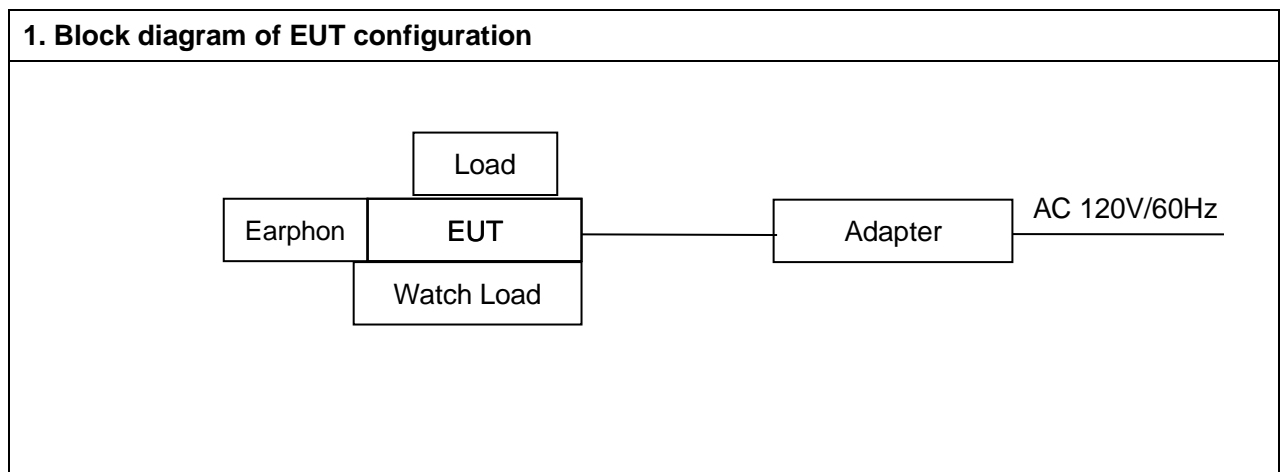 1. Block diagram of EUT configuration
Load
Earphon
EUT
Adapter
AC 120V/60Hz
Watch Load